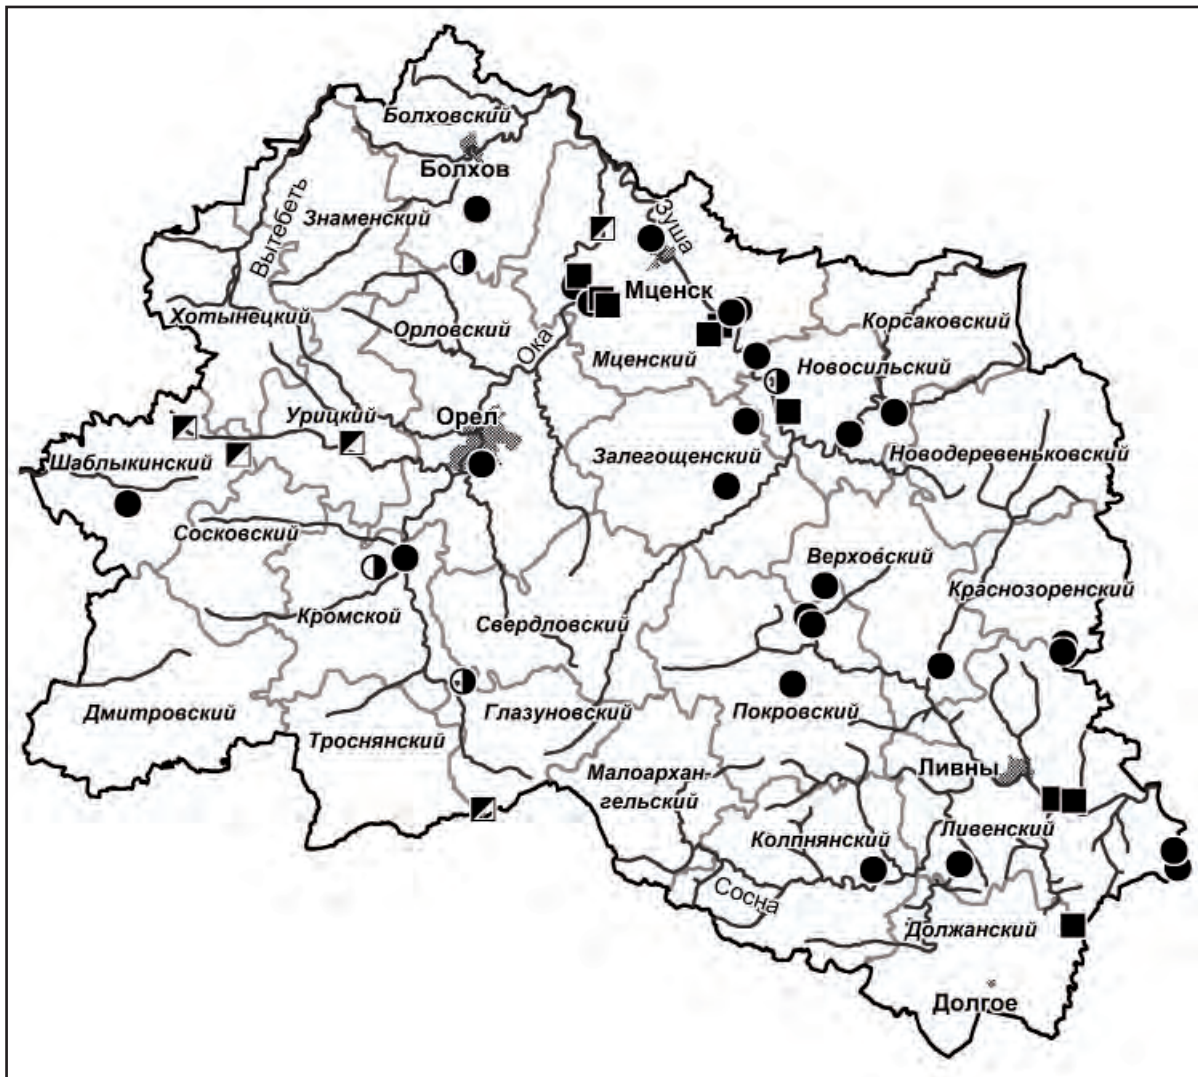 Болховский
Болхов
Знаменский
Вытебеть
Зуша
Мценск
Хотынецкий
Орловский
Ока
Мценский
Корсаковский
Новосильский
Урицкий
Орел
Шаблыкинский
Залегощенский
Новодеревеньковский
Сосковский
Верховский
Краснозоренский
Кромской
Свердловский
Дмитровский
Троснянский
Глазуновский
Покровский
Малоархан-
гельский
Ливны
Колпнянский
Ливенский
Сосна
Должанский
Долгое